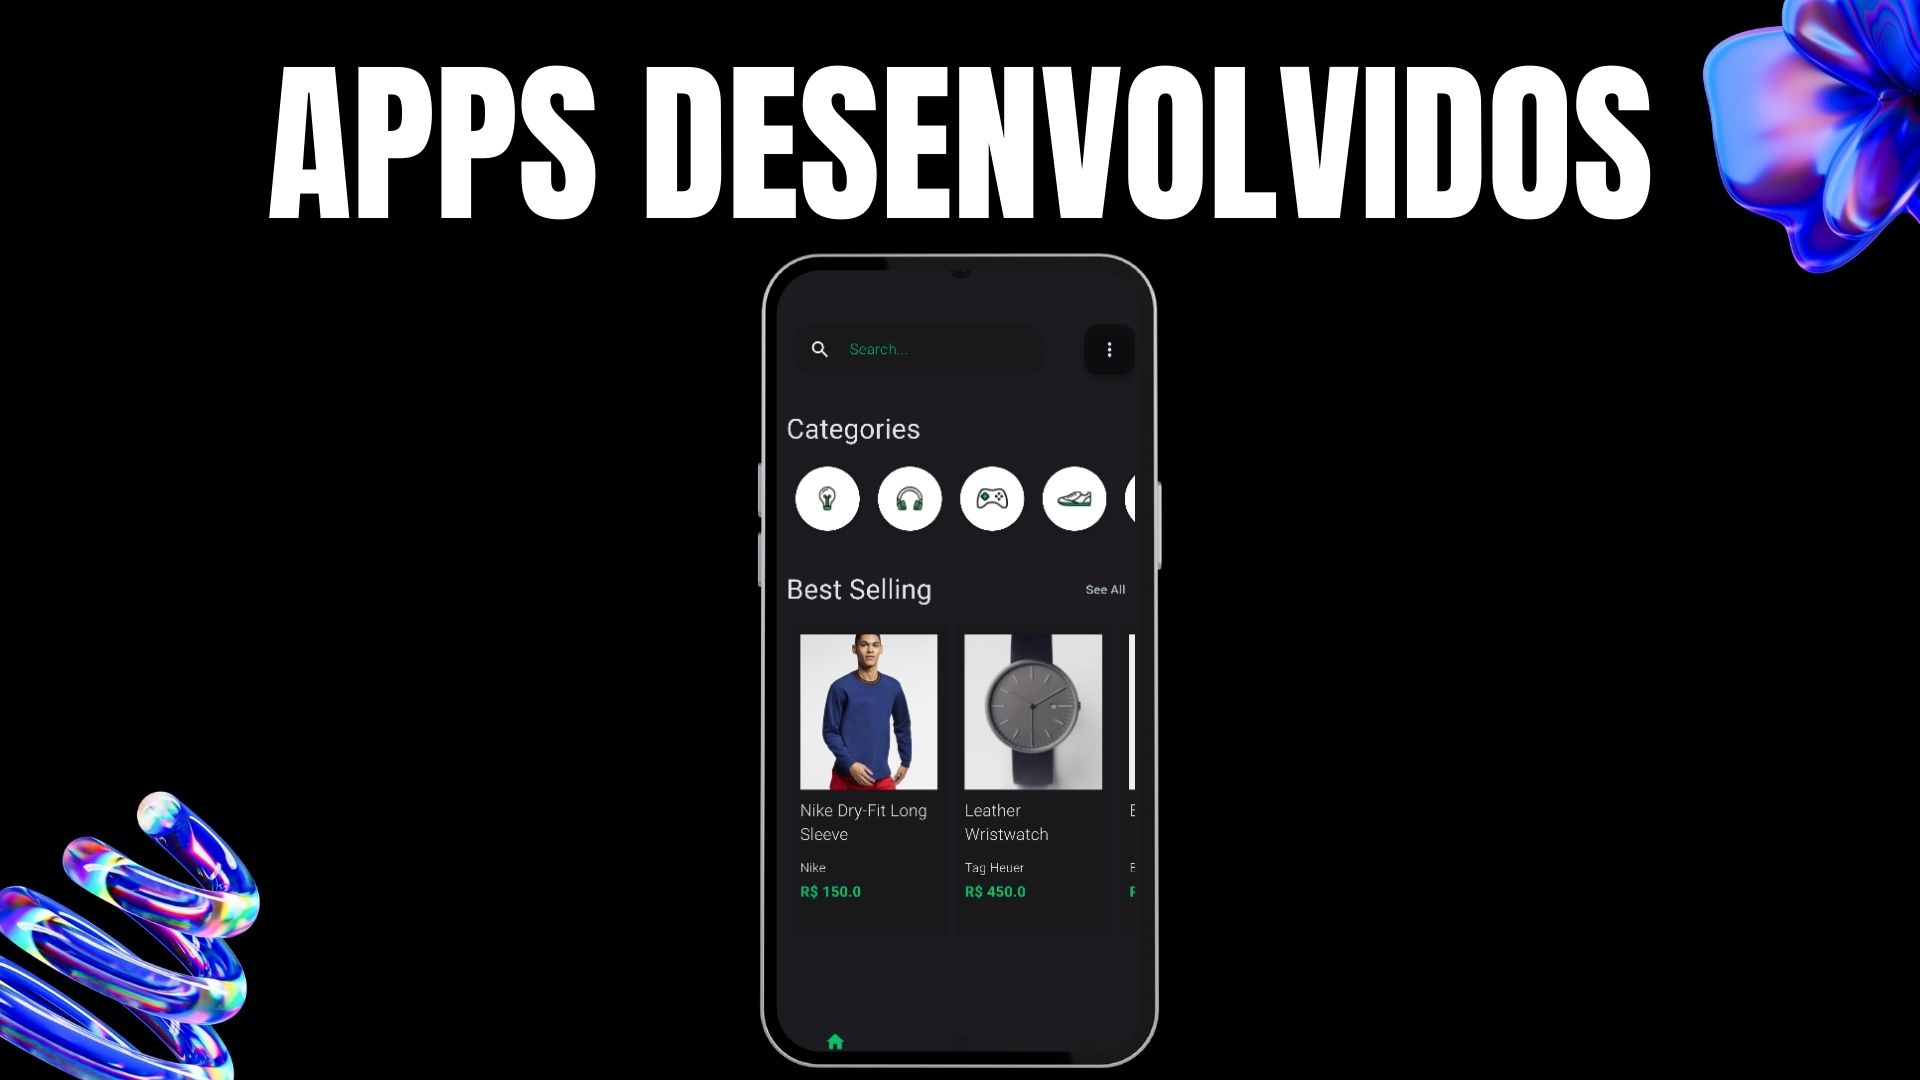 APPS DESENVOLVIDOS
Search...
Categories
Best Selling
See All
Nike Dry-Fit Long
Sleeve
Nike
R$ 150.0
Leather
Wristwatch
Tag Heuer
R$ 450.0